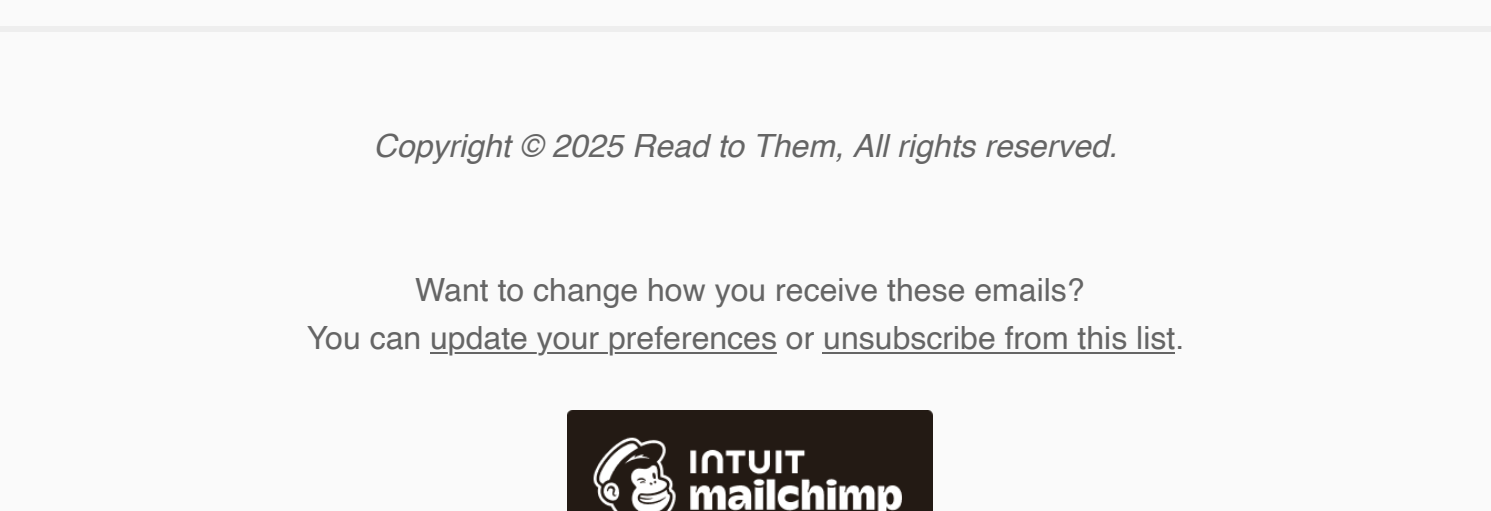 Copyright © 2025 Read to Them, All rights reserved.
Want to change how you receive these emails?
You can update your preferences or unsubscribe from this list.
INTUIT
mailchimp